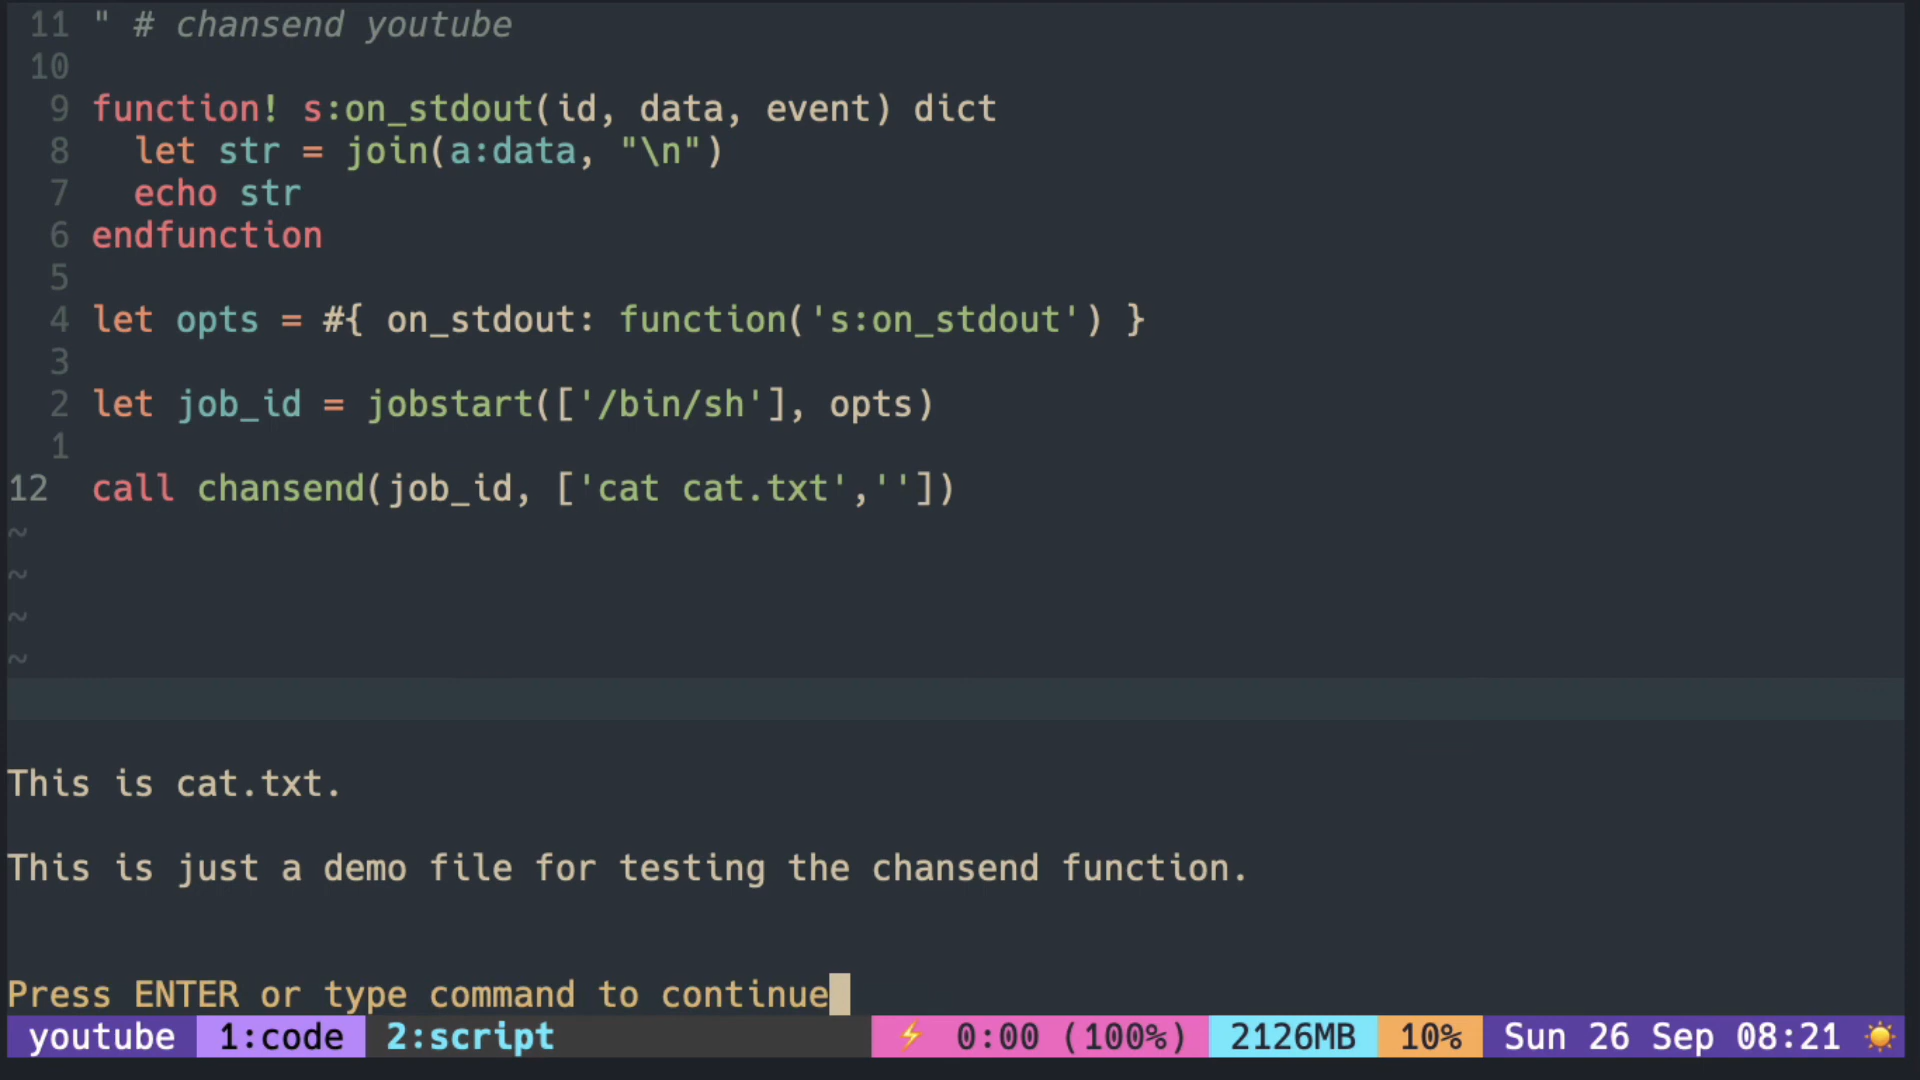 11 " # chansend youtube
10
9 function! s:on_stdout(id, data, event) dict
8   let str = join(a:data, "\n")
7   echo str
6 endfunction
5
4 let opts = #{ on_stdout: function('s:on_stdout') }
3
2 let job_id = jobstart(['/bin/sh'], opts)
1
12 call chansend(job_id, ['cat cat.txt',''])
~
~
~
~
This is cat.txt.
This is just a demo file for testing the chansend function.
Press ENTER or type command to continue
youtube 1:code 2:script ⚡ 0:00 (100%) 2126MB 10% Sun 26 Sep 08:21 ☀️